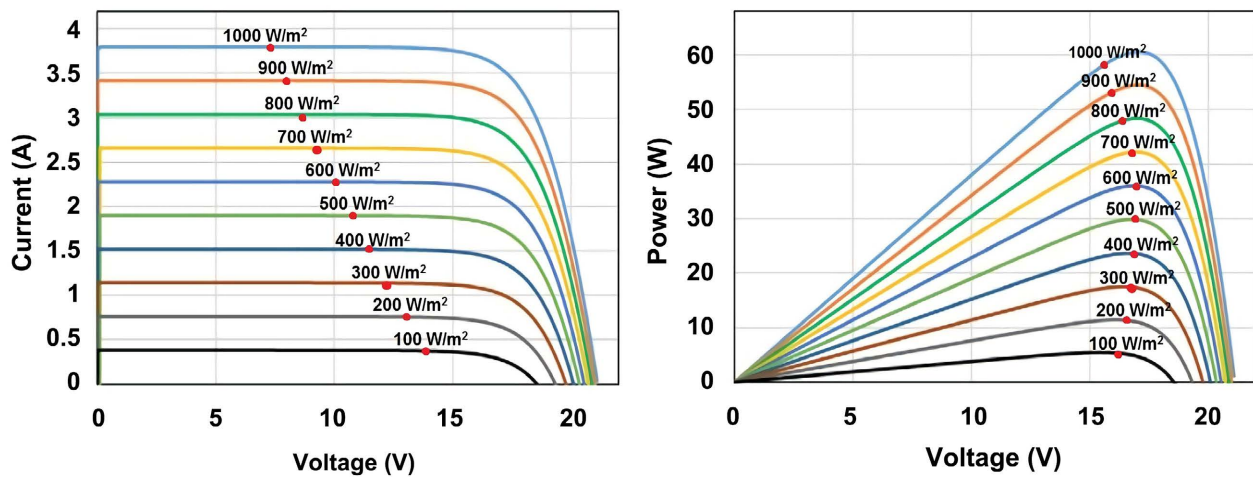 4
3.5
3
2.5
2
1.5
1
0.5
0
Current (A)
1000 W/m²
900 W/m²
800 W/m²
700 W/m²
600 W/m²
500 W/m²
400 W/m²
300 W/m²
200 W/m²
100 W/m²
0 5 10 15 20
Voltage (V)
60
50
40
30
20
10
0
Power (W)
1000 W/m²
900 W/m²
800 W/m²
700 W/m²
600 W/m²
500 W/m²
400 W/m²
300 W/m²
200 W/m²
100 W/m²
0 5 10 15 20
Voltage (V)